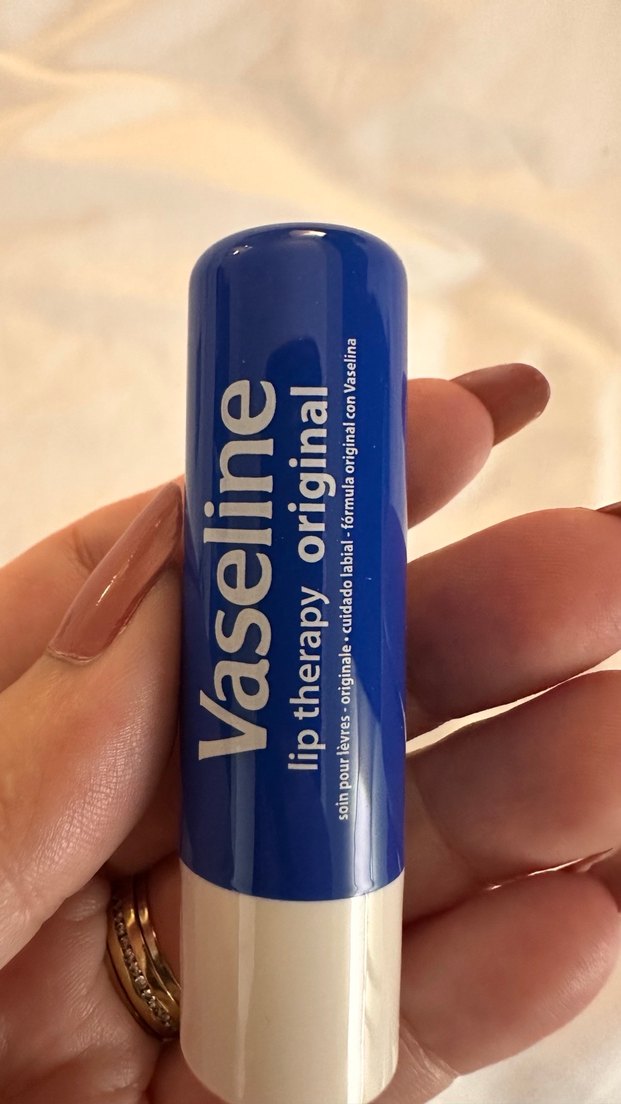 Vaseline
lip therapy original
soin pour lèvres - originale • cuidado labial - fórmula original con Vaselina